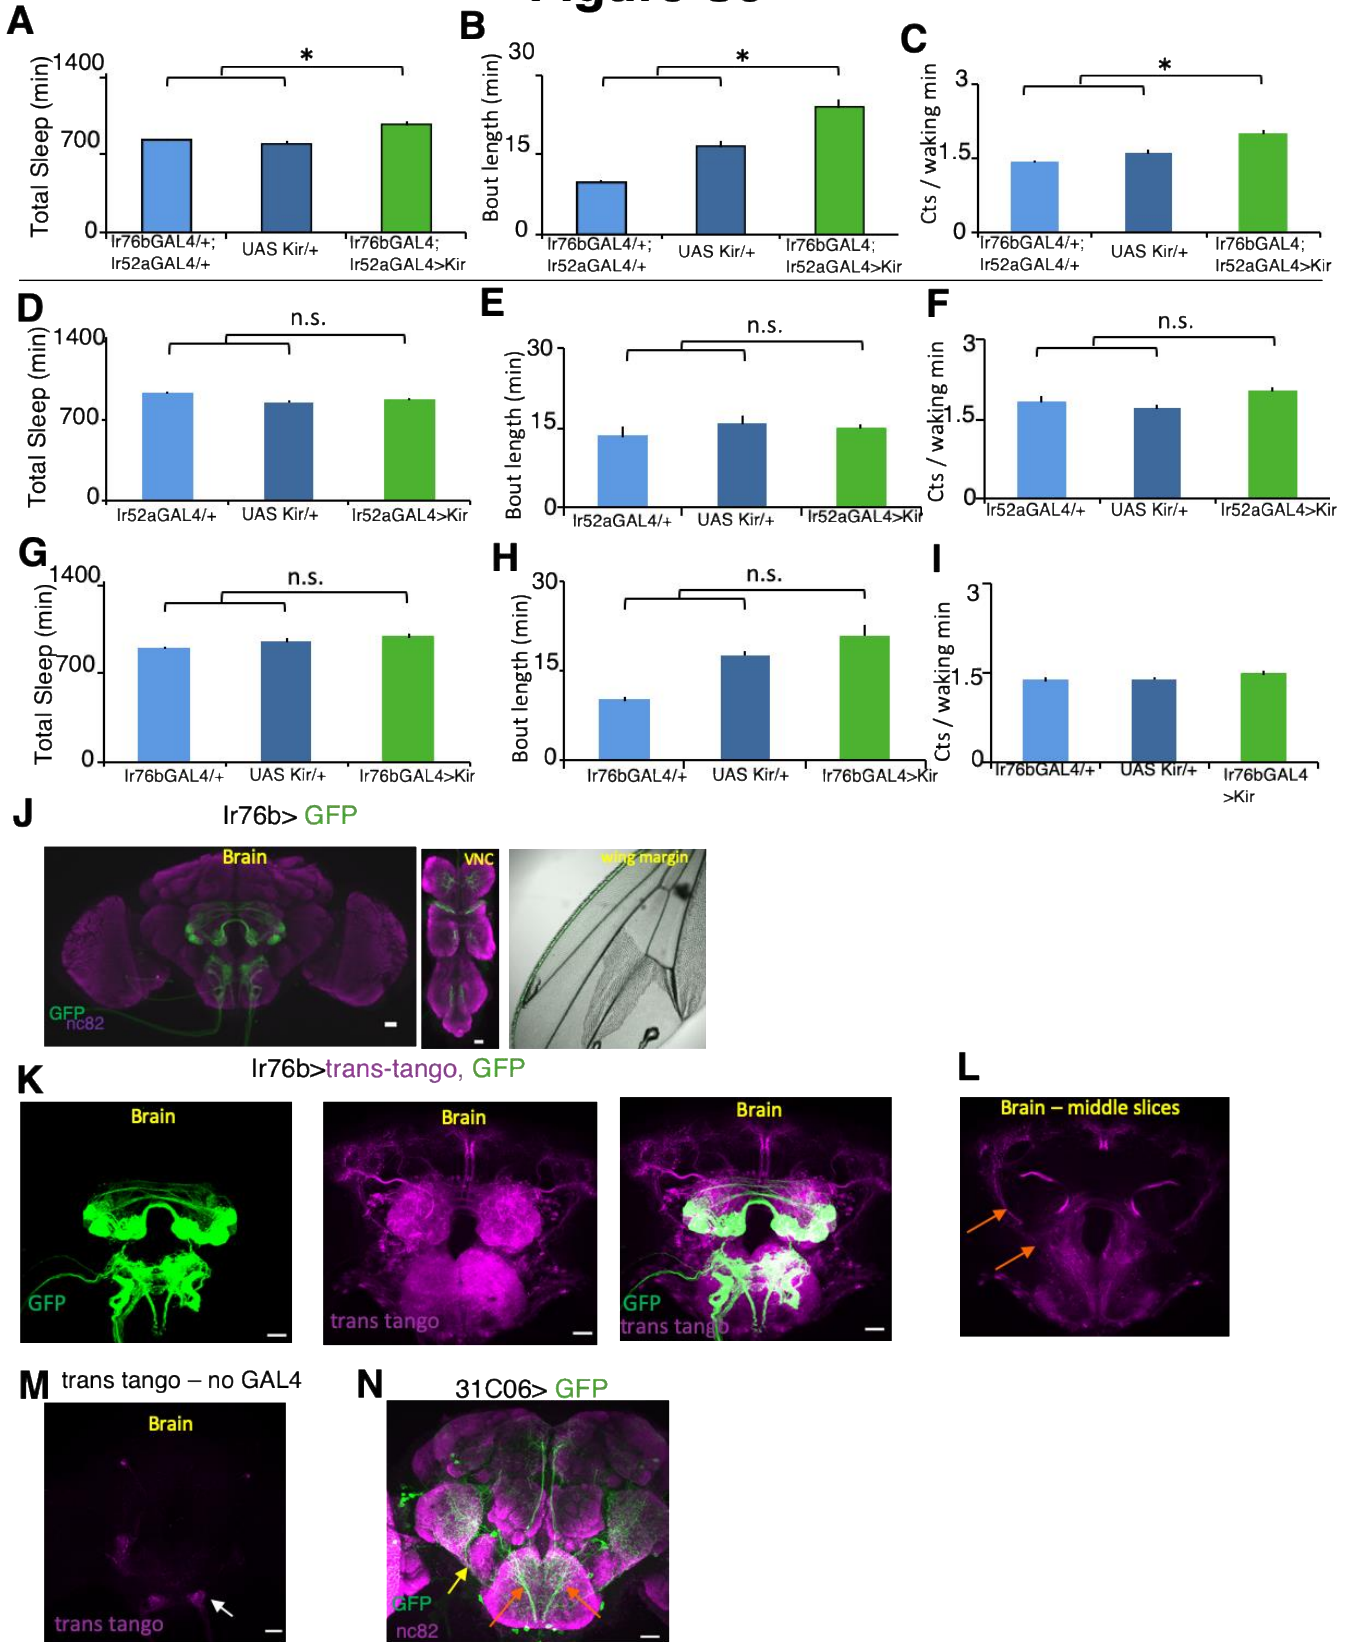 A
B
C
1400
700
0
Total Sleep (min)
*
Ir76bGAL4/+;
Ir52aGAL4/+
UAS Kir/+
Ir76bGAL4;
Ir52aGAL4>Kir
30
15
0
Bout length (min)
*
Ir76bGAL4/+;
Ir52aGAL4/+
UAS Kir/+
Ir76bGAL4;
Ir52aGAL4>Kir
3
1.5
0
Cts / waking min
*
Ir76bGAL4/+;
Ir52aGAL4/+
UAS Kir/+
Ir76bGAL4;
Ir52aGAL4>Kir
D
E
F
1400
700
0
Total Sleep (min)
n.s.
Ir52aGAL4/+
UAS Kir/+
Ir52aGAL4>Kir
30
15
0
Bout length (min)
n.s.
Ir52aGAL4/+
UAS Kir/+
Ir52aGAL4>Kir
3
1.5
0
Cts / waking min
n.s.
Ir52aGAL4/+
UAS Kir/+
Ir52aGAL4>Kir
G
H
I
1400
700
0
Total Sleep (min)
n.s.
Ir76bGAL4/+
UAS Kir/+
Ir76bGAL4>Kir
30
15
0
Bout length (min)
n.s.
Ir76bGAL4/+
UAS Kir/+
Ir76bGAL4>Kir
3
1.5
0
Cts / waking min
Ir76bGAL4/+
UAS Kir/+
Ir76bGAL4
>Kir
J
Ir76b> GFP
Brain
GFP
nc82
VNC
wing margin
K
Ir76b>trans-tango, GFP
Brain
GFP
Brain
trans tango
Brain
GFP
trans tango
L
Brain – middle slices
M
trans tango – no GAL4
Brain
trans tango
N
31C06> GFP
GFP
nc82